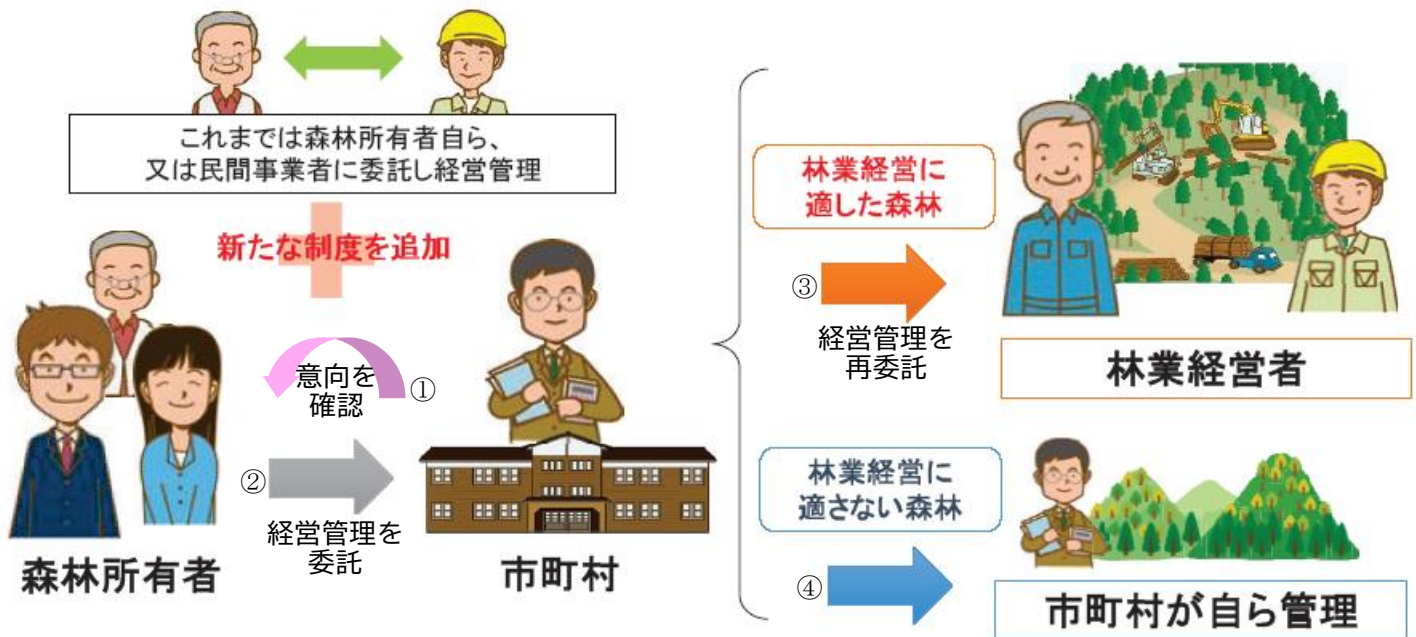 これまでは森林所有者自ら、
又は民間事業者に委託し経営管理
新たな制度を追加
意向を
確認
①
②
経営管理を
委託
森林所有者
市町村
林業経営に
適した森林
③
経営管理を
再委託
林業経営者
林業経営に
適さない森林
④
市町村が自ら管理